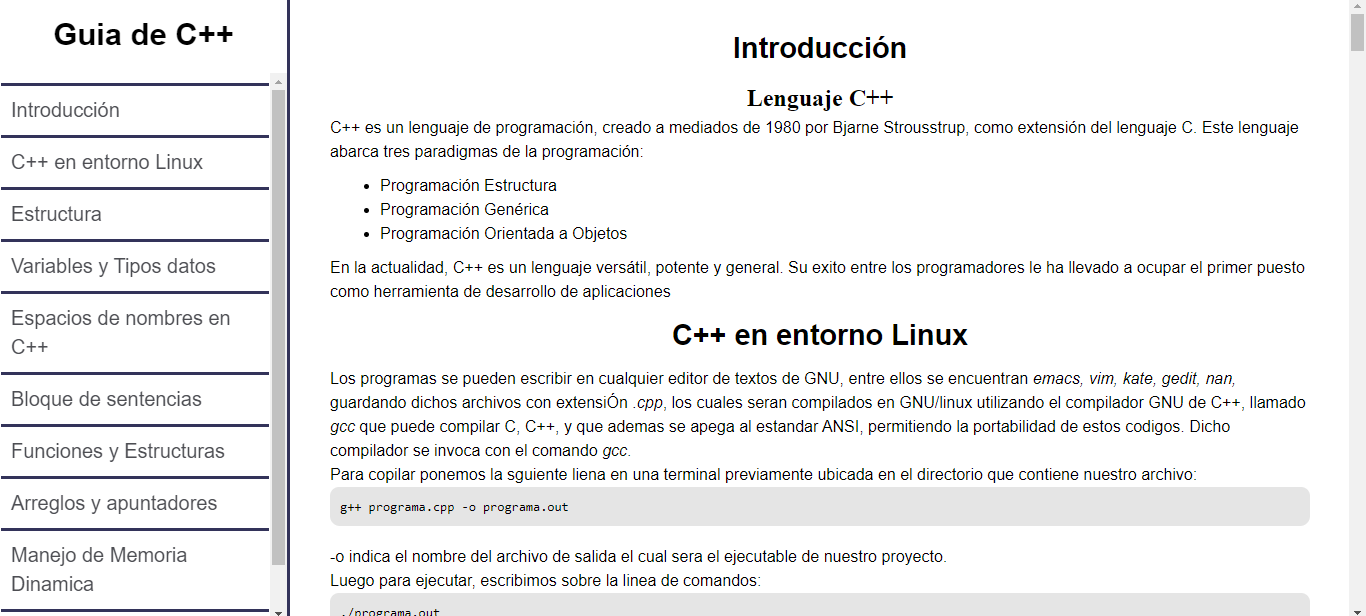 Guia de C++
Introducción
C++ en entorno Linux
Estructura
Variables y Tipos datos
Espacios de nombres en
C++
Bloque de sentencias
Funciones y Estructuras
Arreglos y apuntadores
Manejo de Memoria
Dinamica
Introducción
Lenguaje C++
C++ es un lenguaje de programación, creado a mediados de 1980 por Bjarne Strousstrup, como extensión del lenguaje C. Este lenguaje
abarca tres paradigmas de la programación:
• Programación Estructura
• Programación Genérica
• Programación Orientada a Objetos
En la actualidad, C++ es un lenguaje versátil, potente y general. Su exito entre los programadores le ha llevado a ocupar el primer puesto
como herramienta de desarrollo de aplicaciones
C++ en entorno Linux
Los programas se pueden escribir en cualquier editor de textos de GNU, entre ellos se encuentran emacs, vim, kate, gedit, nan,
guardando dichos archivos con extensiÓn .cpp, los cuales seran compilados en GNU/linux utilizando el compilador GNU de C++, llamado
gcc que puede compilar C, C++, y que ademas se apega al estandar ANSI, permitiendo la portabilidad de estos codigos. Dicho
compilador se invoca con el comando gcc.
Para copilar ponemos la sguiente liena en una terminal previamente ubicada en el directorio que contiene nuestro archivo:
g++ programa.cpp -o programa.out
-o indica el nombre del archivo de salida el cual sera el ejecutable de nuestro proyecto.
Luego para ejecutar, escribimos sobre la linea de comandos:
./programa.out